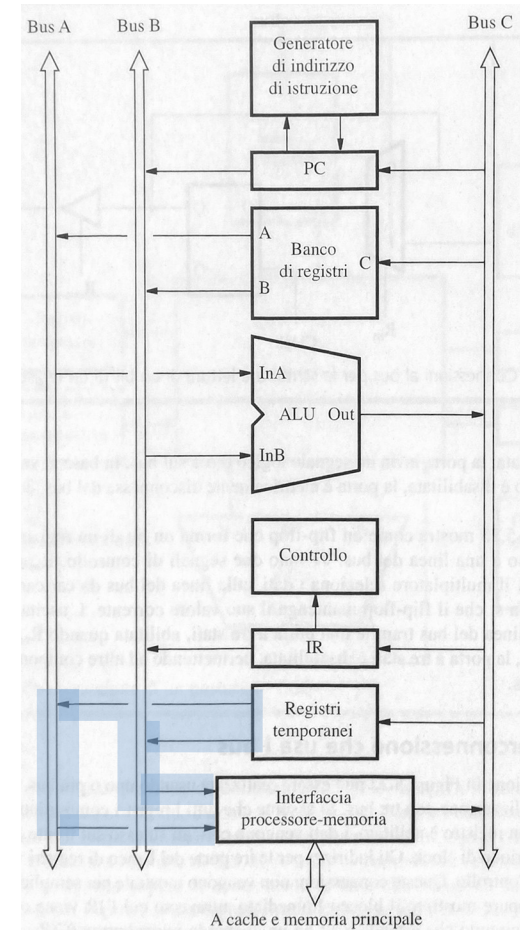 Bus A
Bus B
Bus C
Generatore
di indirizzo
di istruzione
PC
A
Banco
di registri
C
B
InA
ALU Out
InB
Controllo
IR
Registri
temporanei
Interfaccia
processore-memoria
A cache e memoria principale